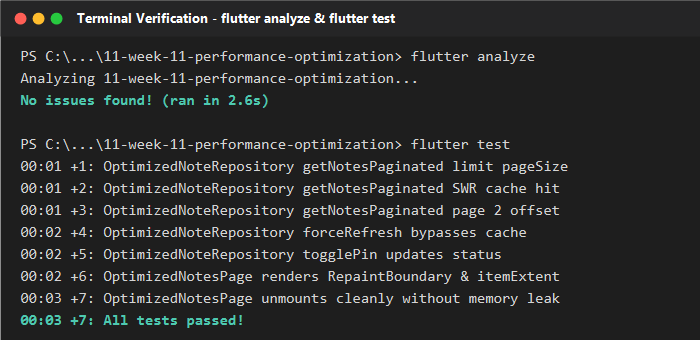 Terminal Verification - flutter analyze & flutter test
PS C:\...\11-week-11-performance-optimization> flutter analyze
Analyzing 11-week-11-performance-optimization...
No issues found! (ran in 2.6s)
PS C:\...\11-week-11-performance-optimization> flutter test
00:01 +1: OptimizedNoteRepository getNotesPaginated limit pageSize
00:01 +2: OptimizedNoteRepository getNotesPaginated SWR cache hit
00:01 +3: OptimizedNoteRepository getNotesPaginated page 2 offset
00:02 +4: OptimizedNoteRepository forceRefresh bypasses cache
00:02 +5: OptimizedNoteRepository togglePin updates status
00:02 +6: OptimizedNotesPage renders RepaintBoundary & itemExtent
00:03 +7: OptimizedNotesPage unmounts cleanly without memory leak
00:03 +7: All tests passed!